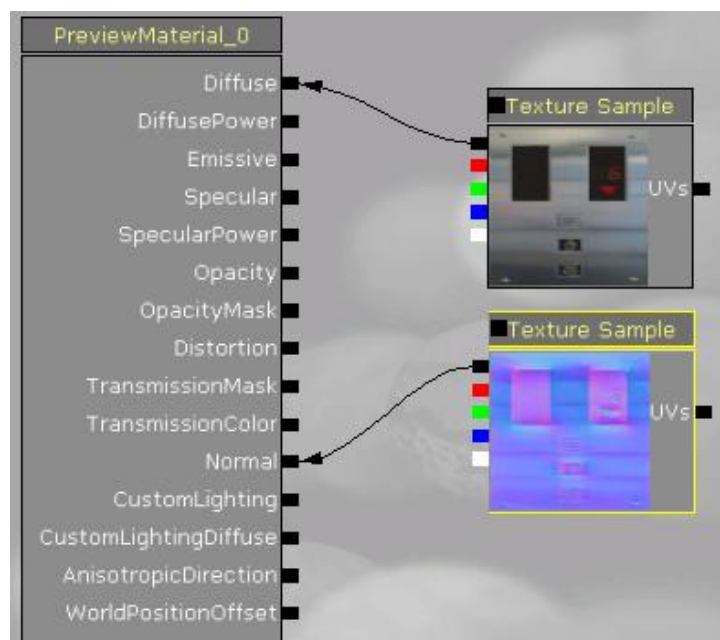 PreviewMaterial_0
Diffuse
DiffusePower
Emissive
Specular
SpecularPower
Opacity
OpacityMask
Distortion
TransmissionMask
TransmissionColor
Normal
CustomLighting
CustomLightingDiffuse
AnisotropicDirection
WorldPositionOffset
Texture Sample
UVs
Texture Sample
UVs